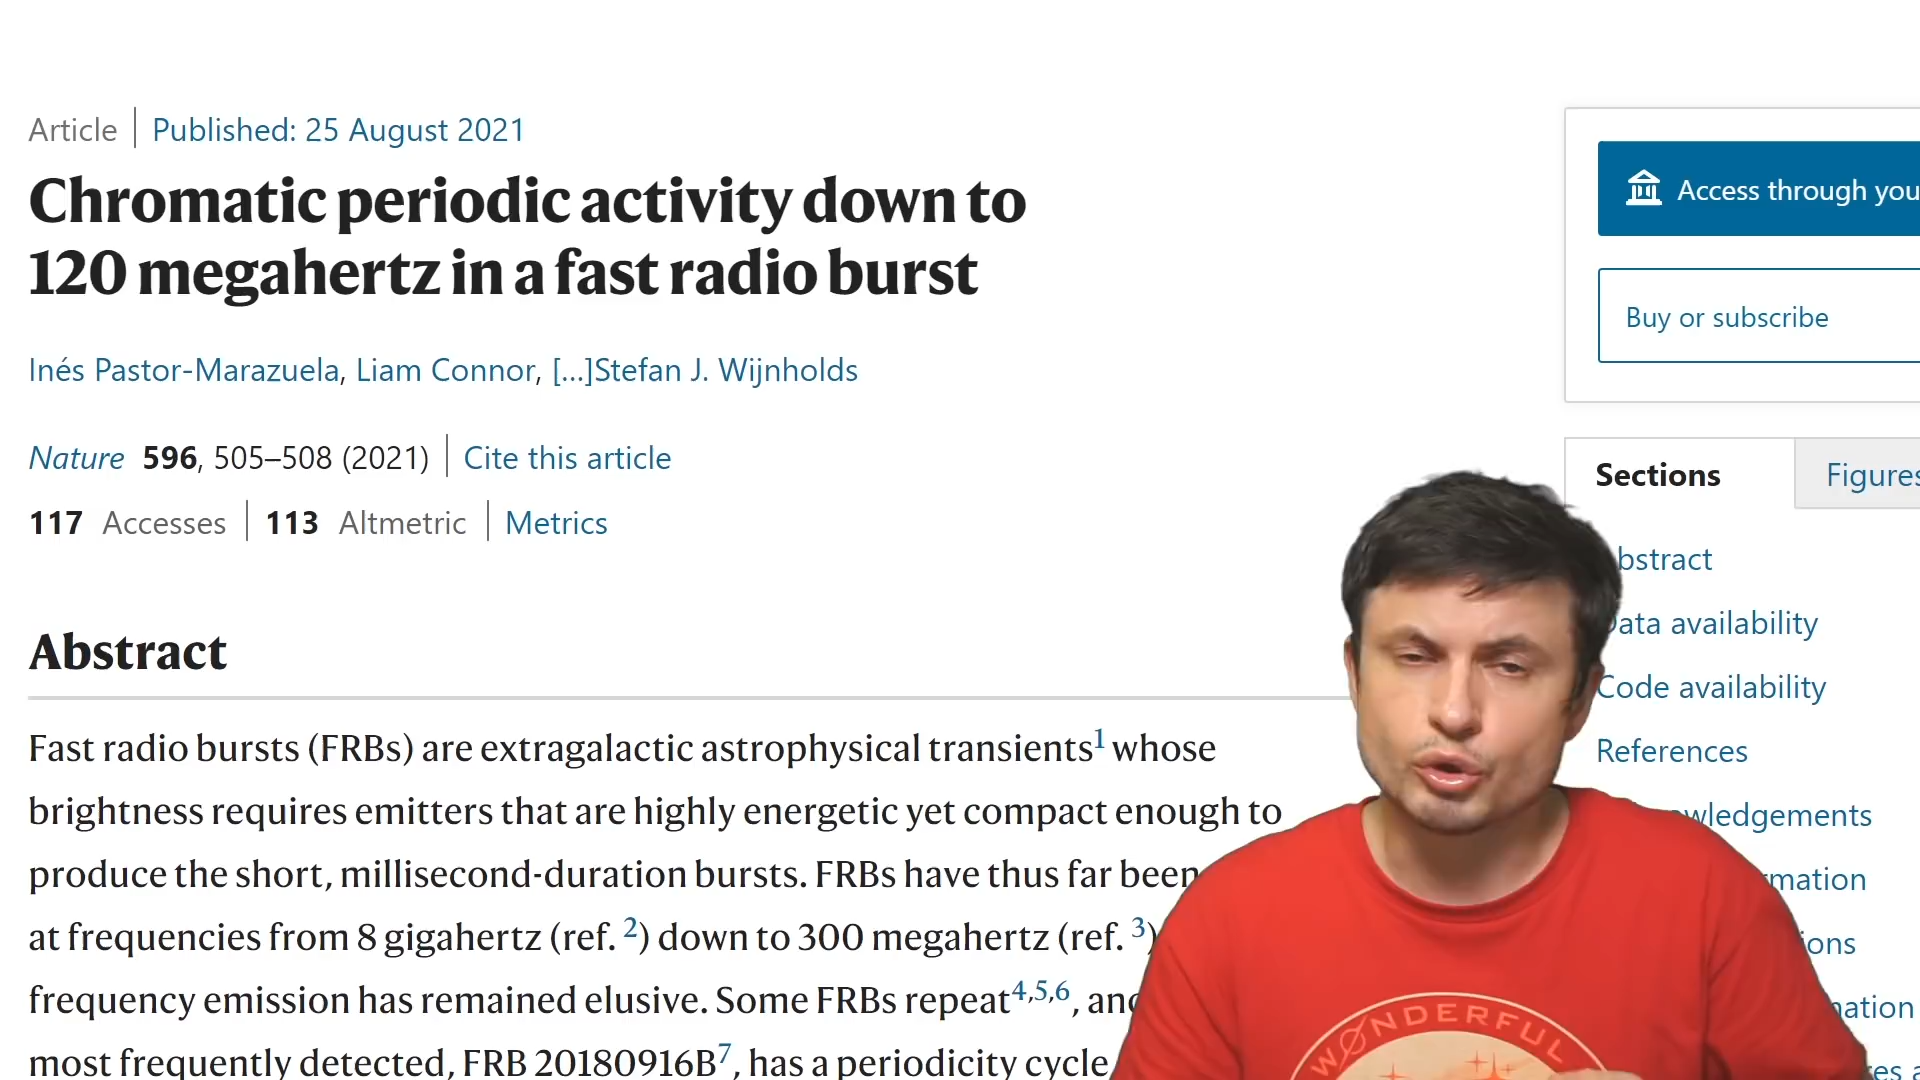 Article Published: 25 August 2021
Chromatic periodic activity down to
120 megahertz in a fast radio burst
Inés Pastor-Marazuela, Liam Connor, […]Stefan J. Wijnholds
Nature 596, 505–508 (2021) Cite this article
117 Accesses 113 Altmetric Metrics
Abstract
Fast radio bursts (FRBs) are extragalactic astrophysical transients1 whose
brightness requires emitters that are highly energetic yet compact enough to
produce the short, millisecond-duration bursts. FRBs have thus far been
at frequencies from 8 gigahertz (ref. 2) down to 300 megahertz (ref. 3)
frequency emission has remained elusive. Some FRBs repeat4,5,6, and
most frequently detected, FRB 20180916B7, has a periodicity cycle
Access through you
Buy or subscribe
Sections Figures
bstract
Data availability
Code availability
References
wledgements
rmation
ions
mation
WONDERFUL